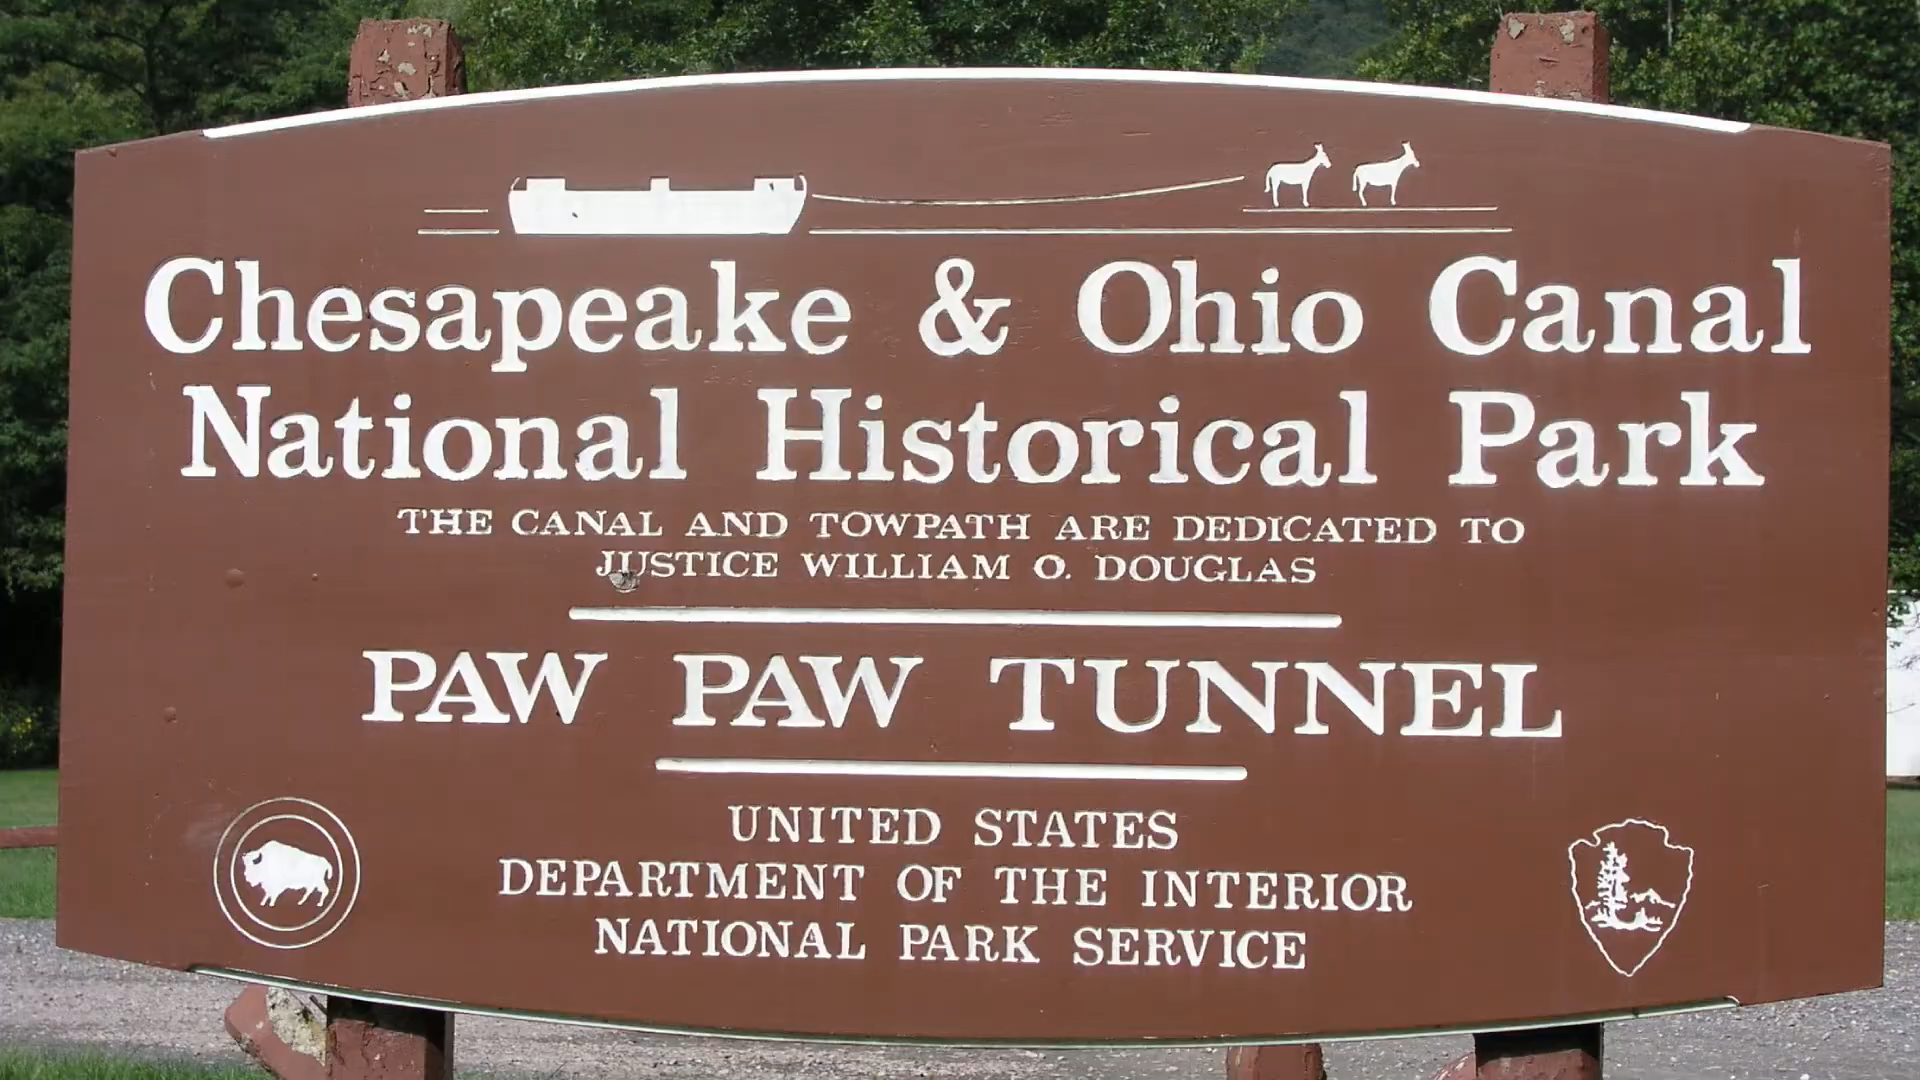 Chesapeake & Ohio Canal
National Historical Park
THE CANAL AND TOWPATH ARE DEDICATED TO
JUSTICE WILLIAM O. DOUGLAS
PAW PAW TUNNEL
UNITED STATES
DEPARTMENT OF THE INTERIOR
NATIONAL PARK SERVICE